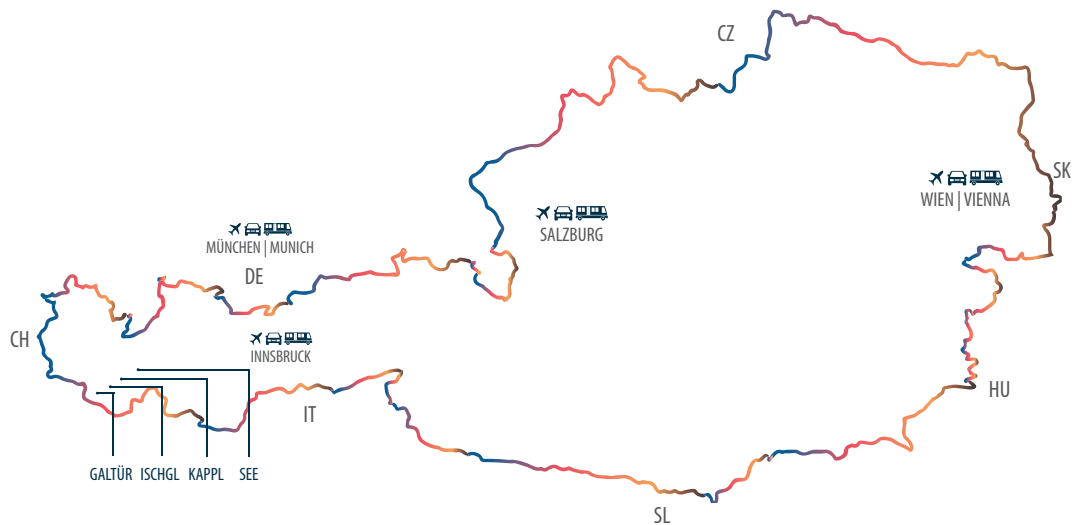 CZ
SK
WIEN | VIENNA
SALZBURG
MÜNCHEN | MUNICH
DE
CH
INNSBRUCK
HU
IT
GALTÜR ISCHGL KAPPL SEE
SL